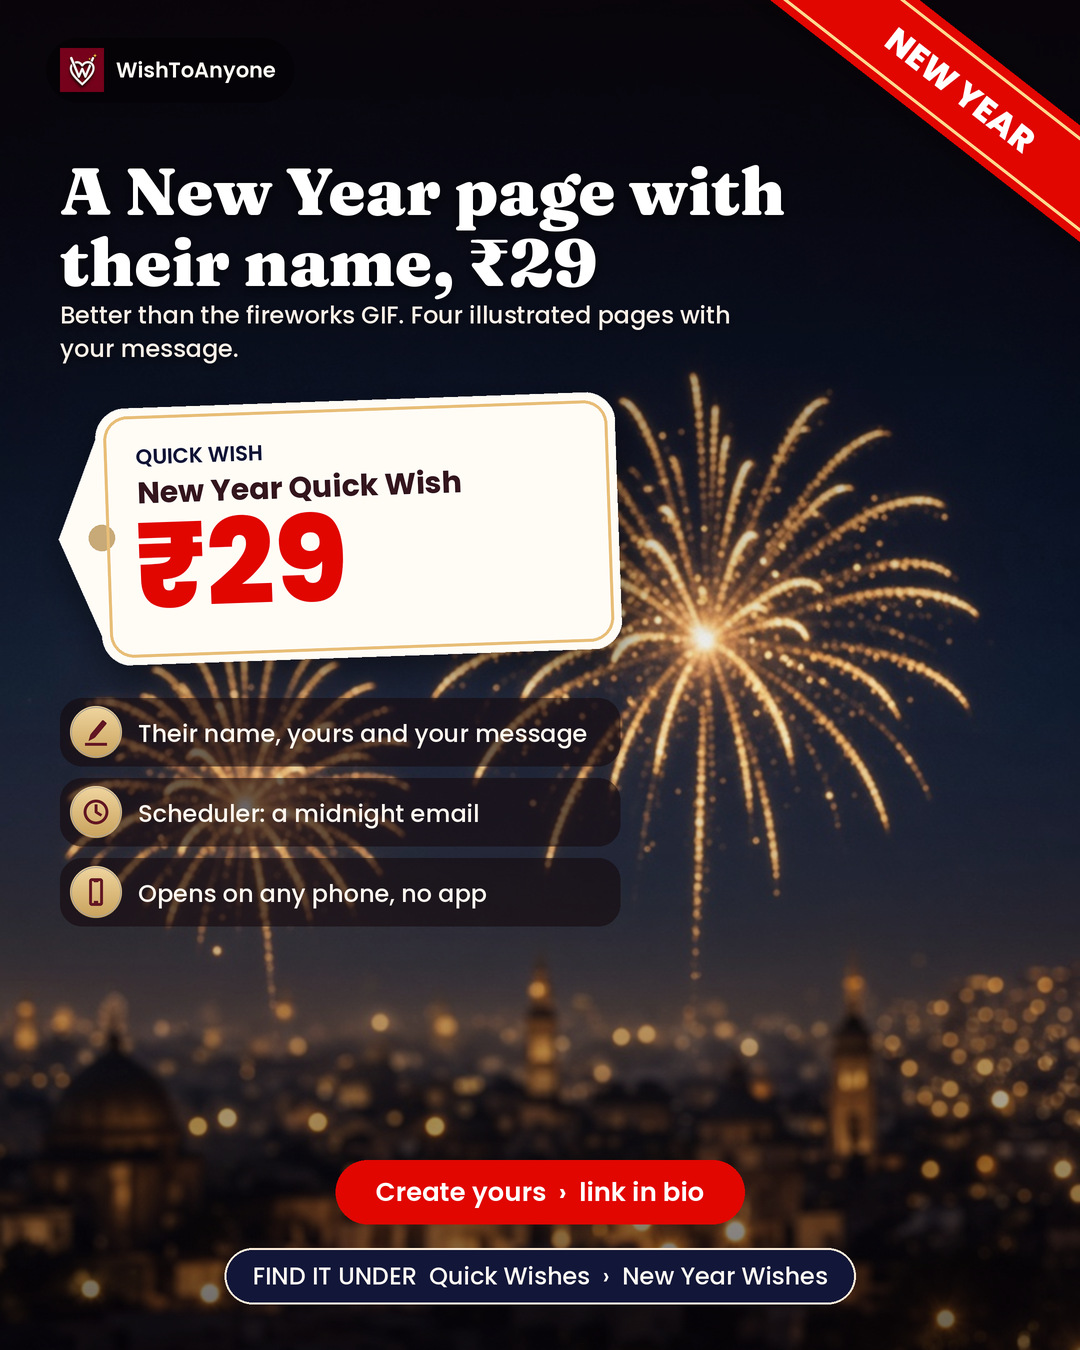 WishToAnyone
NEW YEAR
A New Year page with
their name, ₹29
Better than the fireworks GIF. Four illustrated pages with
your message.
QUICK WISH
New Year Quick Wish
₹29
Their name, yours and your message
Scheduler: a midnight email
Opens on any phone, no app
Create yours › link in bio
FIND IT UNDER Quick Wishes › New Year Wishes